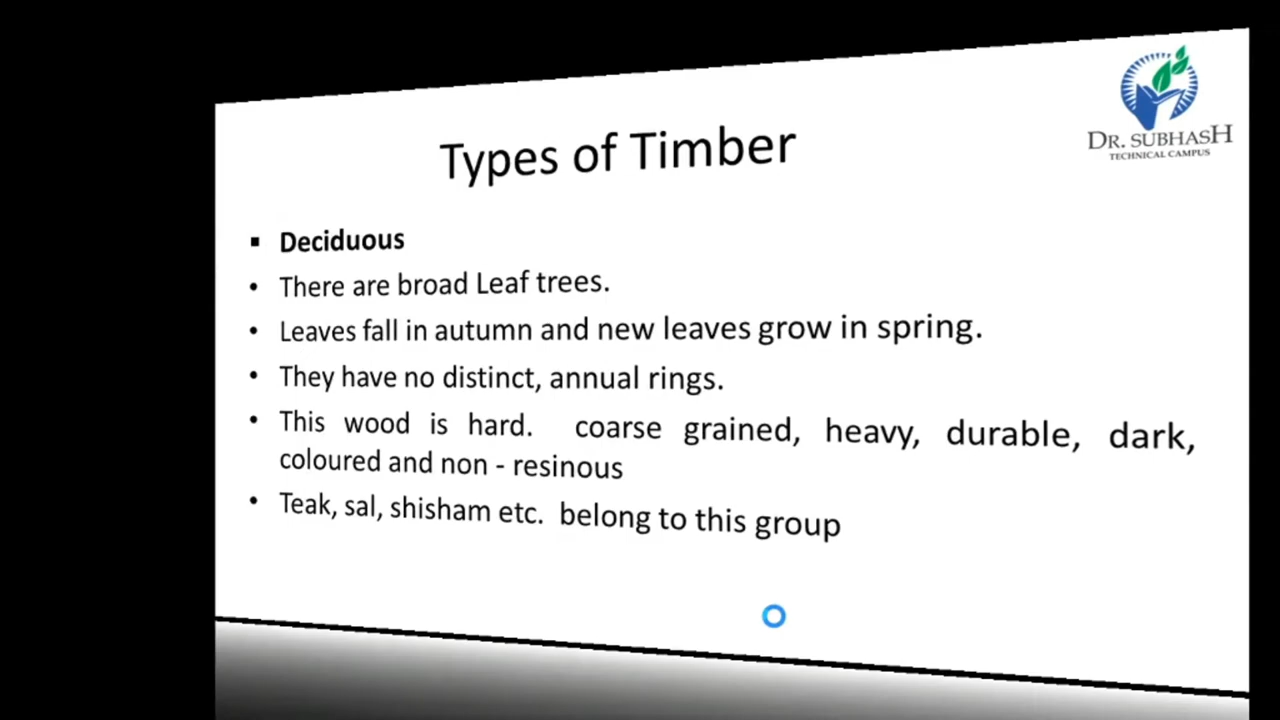 DR. SUBHASH
TECHNICAL CAMPUS
Types of Timber
▪ Deciduous
• There are broad Leaf trees.
• Leaves fall in autumn and new leaves grow in spring.
• They have no distinct, annual rings.
• This wood is hard. coarse grained, heavy, durable, dark,
coloured and non - resinous
• Teak, sal, shisham etc. belong to this group